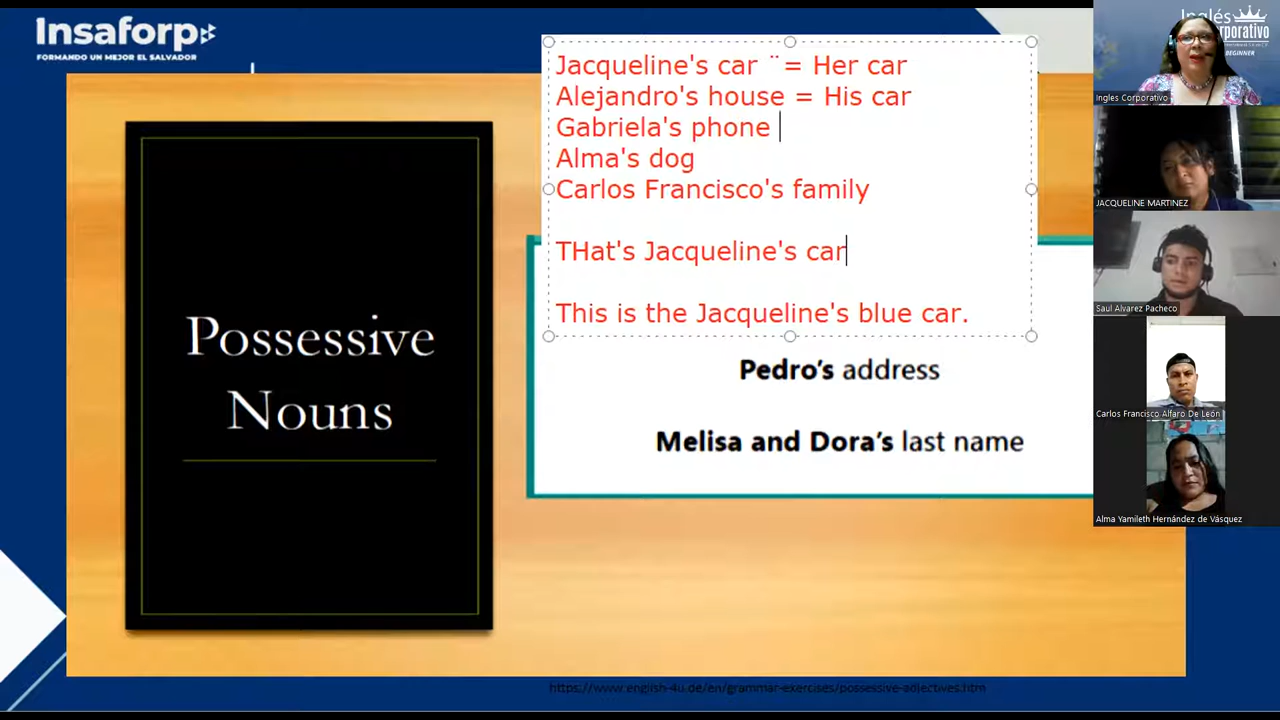 Insaforp
FORMANDO UN MEJOR EL SALVADOR
Possessive
Nouns
Jacqueline's car ¨= Her car
Alejandro's house = His car
Gabriela's phone
Alma's dog
Carlos Francisco's family
THat's Jacqueline's car
This is the Jacqueline's blue car.
Pedro's address
Melisa and Dora's last name
https://www.english-4u.de/en/grammar-exercises/possessive-adjectives.htm
Inglés
BEGINNER
Ingles Corporativo
JACQUELINE MARTINEZ
Saul Alvarez Pacheco
Carlos Francisco Alfaro De León
Alma Yamileth Hernández de Vásquez